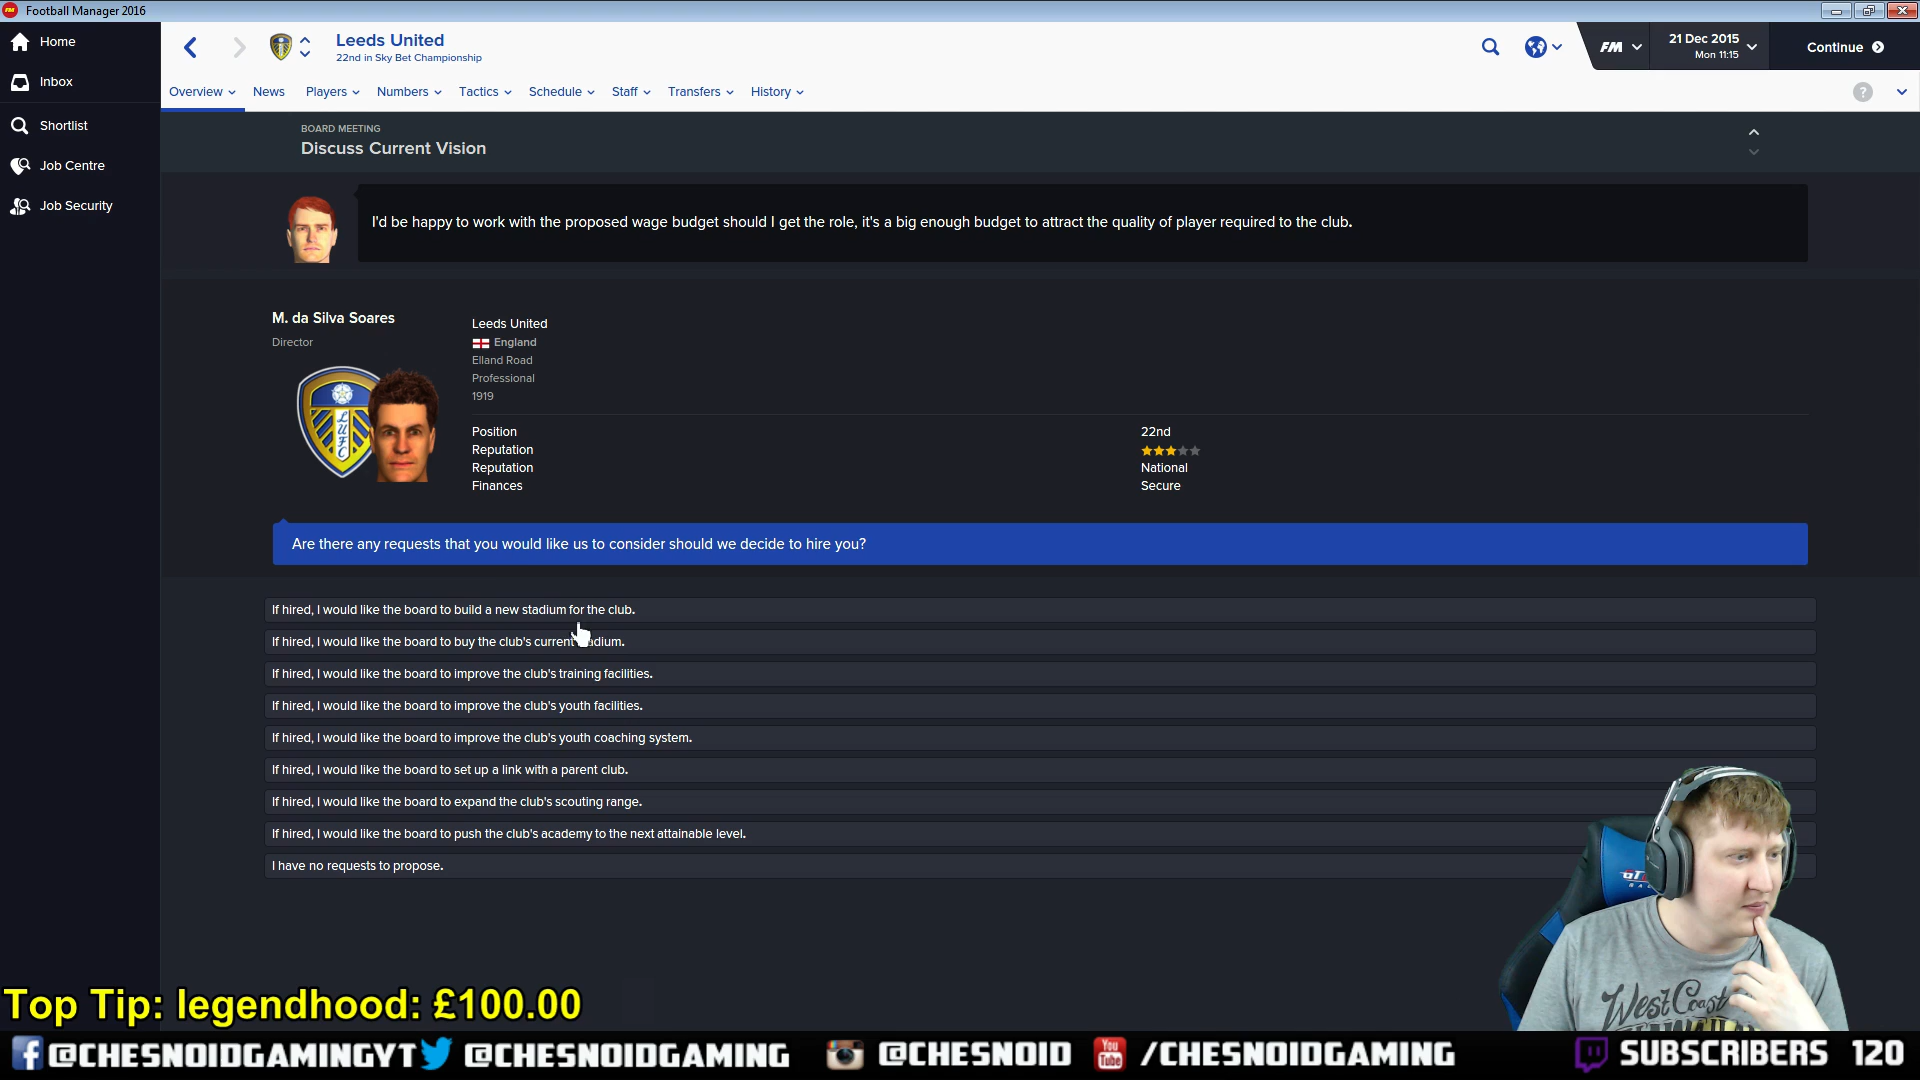 Football Manager 2016
Home
Inbox
Shortlist
Job Centre
Job Security
Leeds United
22nd in Sky Bet Championship
FM
21 Dec 2015
Mon 11:15
Continue
Overview
News
Players
Numbers
Tactics
Schedule
Staff
Transfers
History
?
BOARD MEETING
Discuss Current Vision
I'd be happy to work with the proposed wage budget should I get the role, it's a big enough budget to attract the quality of player required to the club.
M. da Silva Soares
Director
LUFC
Leeds United
England
Elland Road
Professional
1919
Position 22nd
Reputation
Reputation National
Finances Secure
Are there any requests that you would like us to consider should we decide to hire you?
If hired, I would like the board to build a new stadium for the club.
If hired, I would like the board to buy the club's current stadium.
If hired, I would like the board to improve the club's training facilities.
If hired, I would like the board to improve the club's youth facilities.
If hired, I would like the board to improve the club's youth coaching system.
If hired, I would like the board to set up a link with a parent club.
If hired, I would like the board to expand the club's scouting range.
If hired, I would like the board to push the club's academy to the next attainable level.
I have no requests to propose.
West Coast
Top Tip: legendhood: £100.00
@CHESNOIDGAMINGYT @CHESNOIDGAMING @CHESNOID You Tube /CHESNOIDGAMING SUBSCRIBERS 120